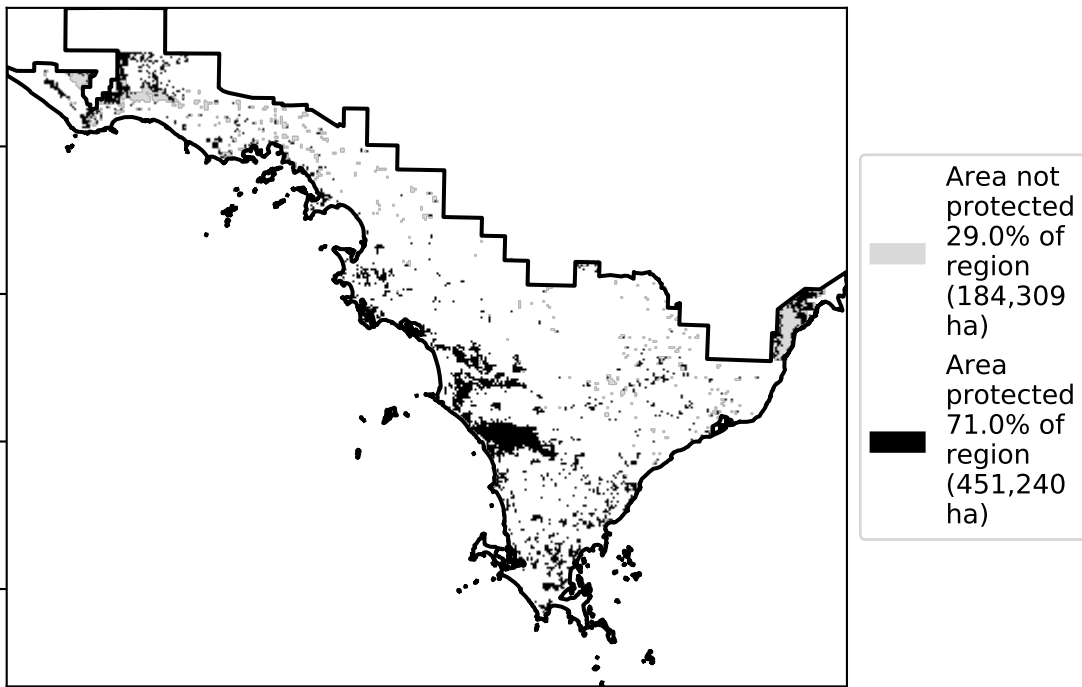 Area not
protected
29.0% of
region
(184,309
ha)
Area
protected
71.0% of
region
(451,240
ha)